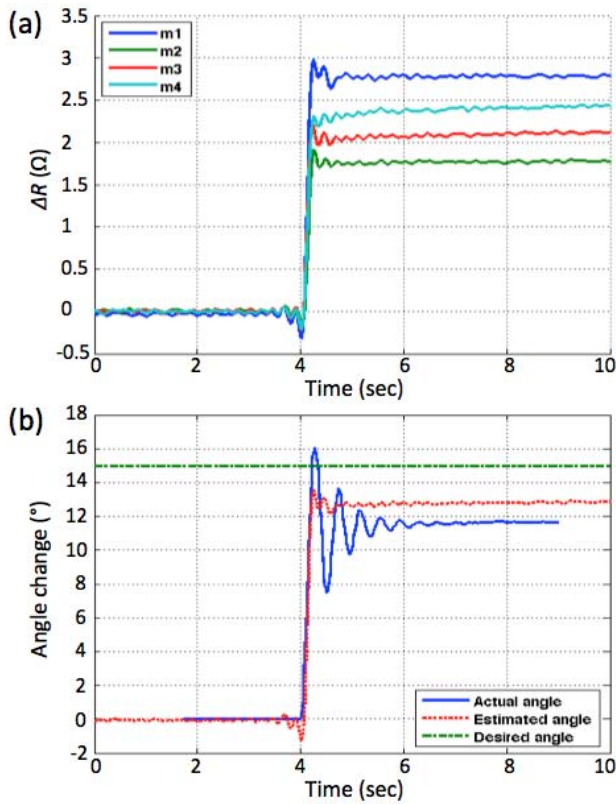 (a)
3.5
3
2.5
2
1.5
1
0.5
0
-0.5
ΔR (Ω)
m1
m2
m3
m4
0 2 4 6 8 10
Time (sec)
(b)
18
16
14
12
10
8
6
4
2
0
-2
Angle change (°)
Actual angle
Estimated angle
Desired angle
0 2 4 6 8 10
Time (sec)